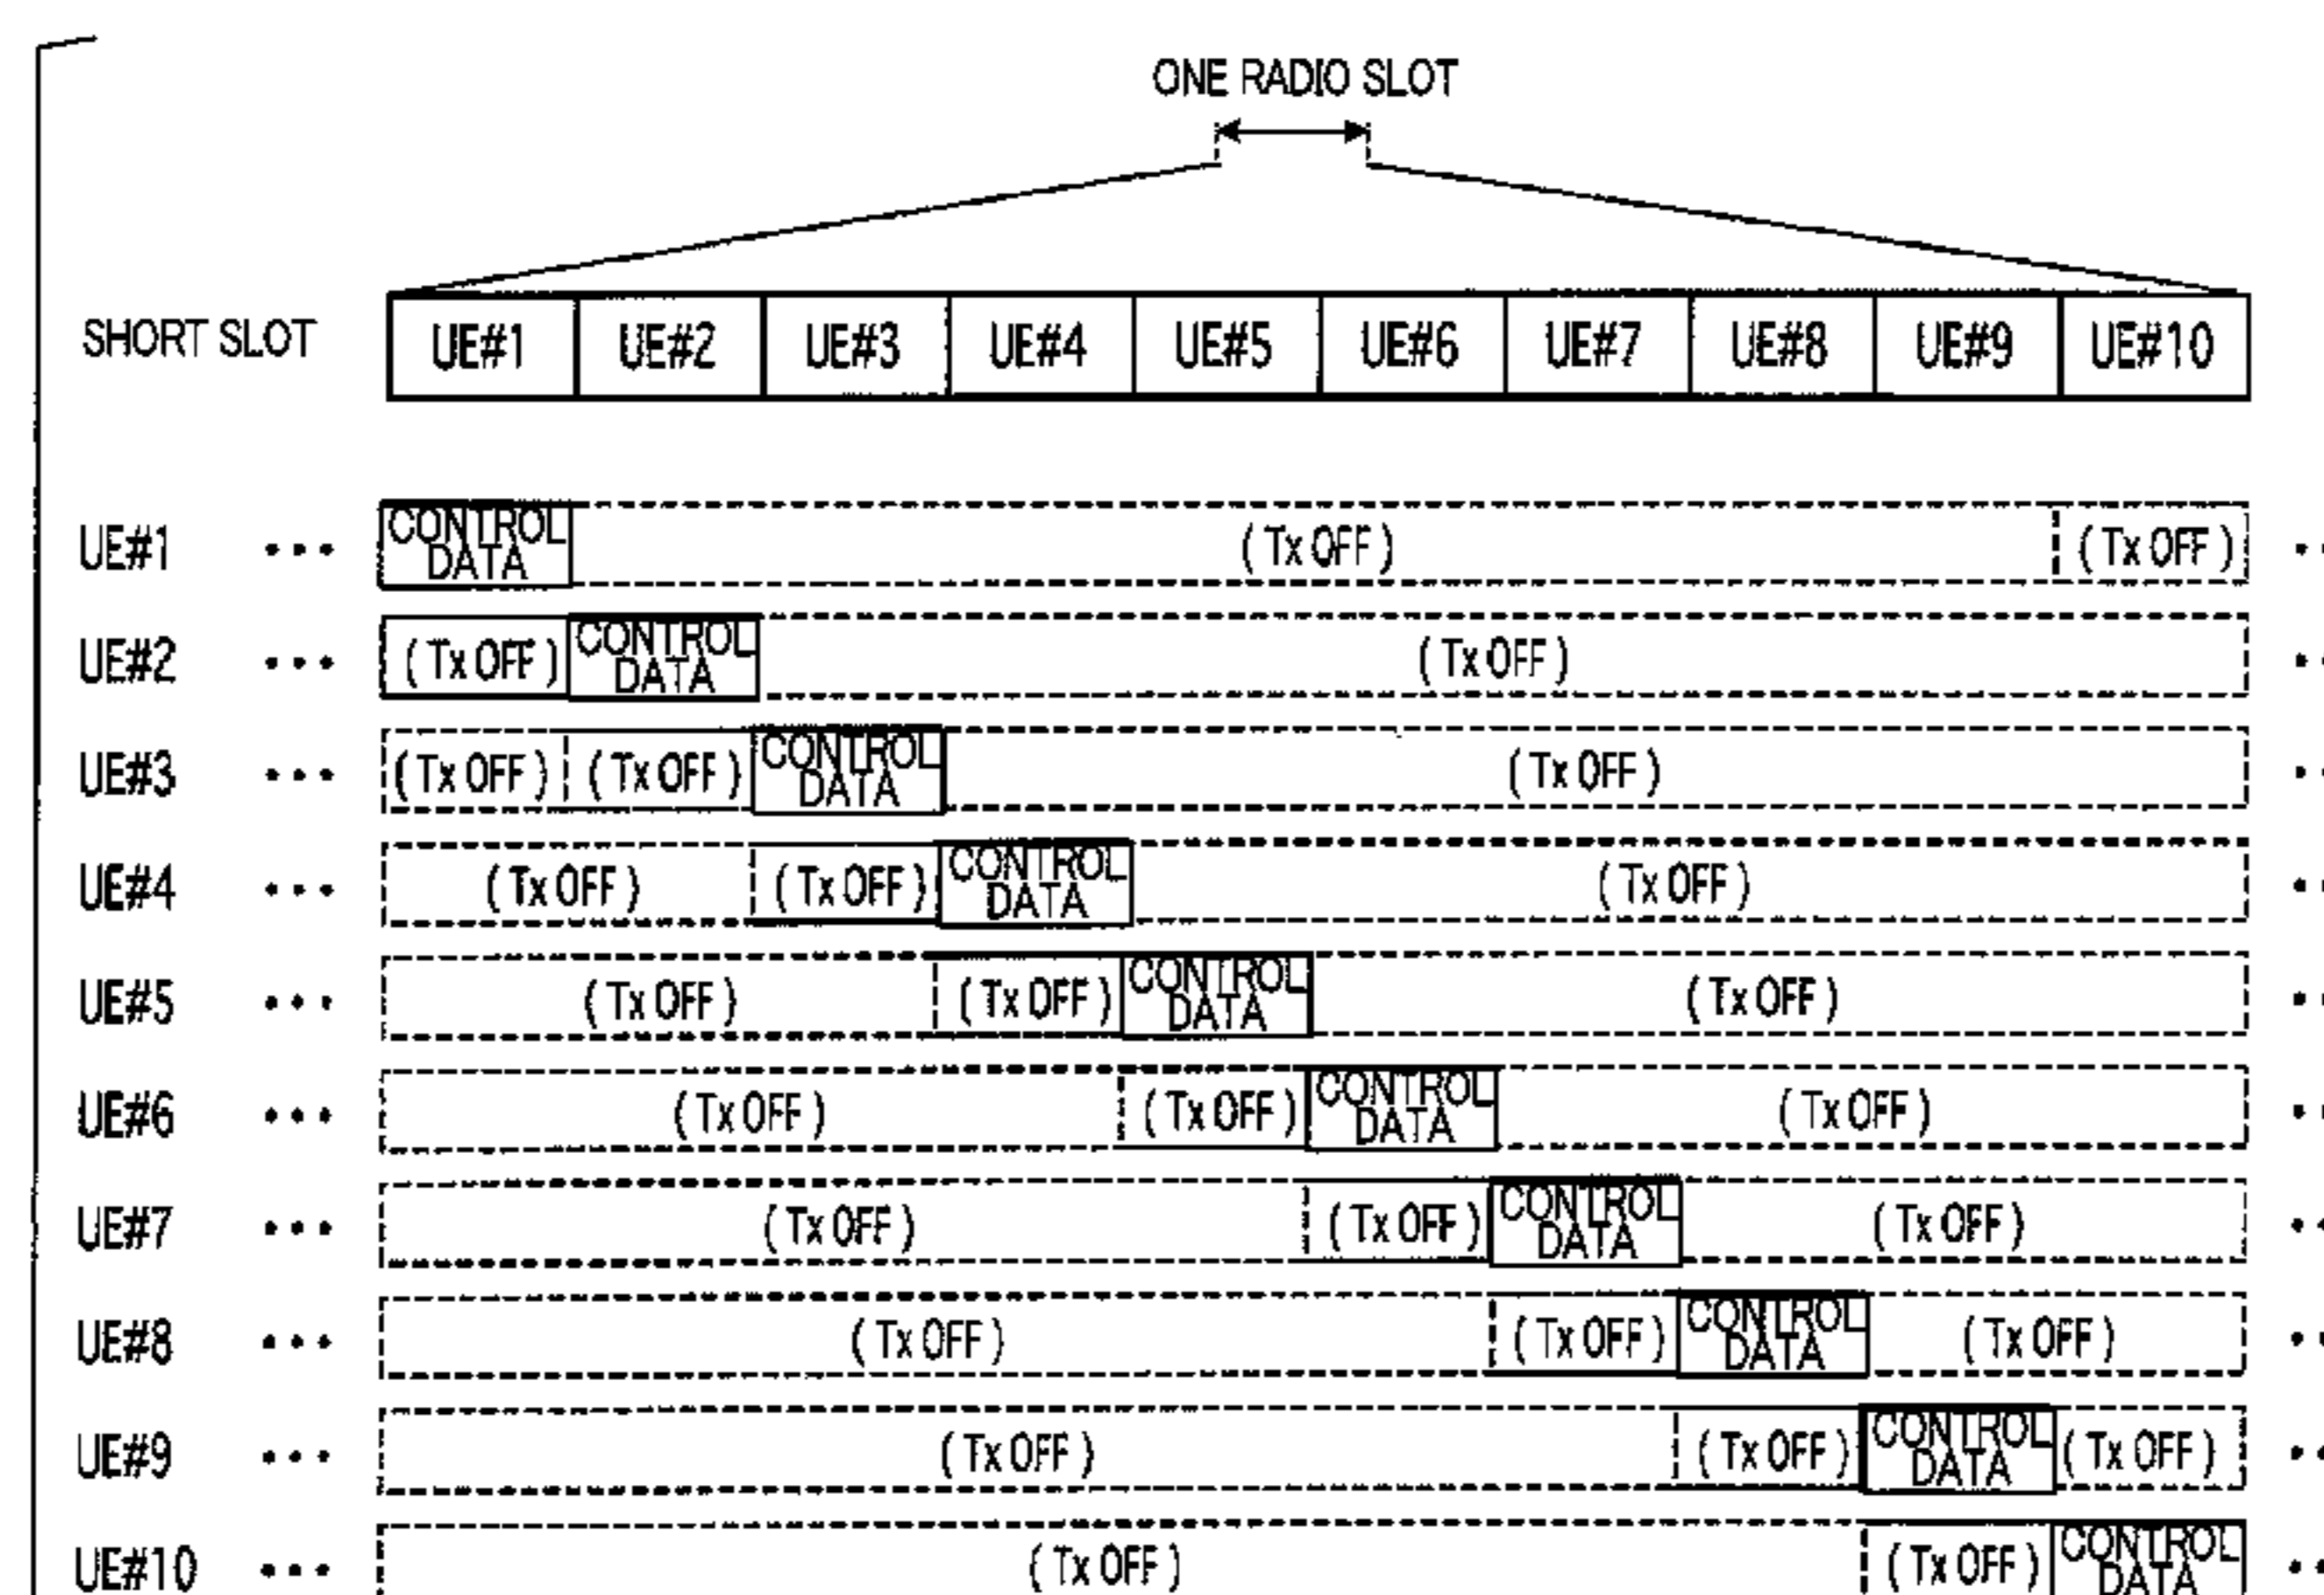 ONE RADIO SLOT
SHORT SLOT UE#1 UE#2 UE#3 UE#4 UE#5 UE#6 UE#7 UE#8 UE#9 UE#10
UE#1 ••• CONTROL DATA (Tx OFF) (Tx OFF) ••
UE#2 ••• (Tx OFF) CONTROL DATA (Tx OFF) ••
UE#3 ••• (Tx OFF) (Tx OFF) CONTROL DATA (Tx OFF) ••
UE#4 ••• (Tx OFF) (Tx OFF) CONTROL DATA (Tx OFF) ••
UE#5 ••• (Tx OFF) (Tx OFF) CONTROL DATA (Tx OFF) ••
UE#6 ••• (Tx OFF) (Tx OFF) CONTROL DATA (Tx OFF) ••
UE#7 ••• (Tx OFF) (Tx OFF) CONTROL DATA (Tx OFF) ••
UE#8 ••• (Tx OFF) (Tx OFF) CONTROL DATA (Tx OFF) ••
UE#9 ••• (Tx OFF) (Tx OFF) CONTROL DATA (Tx OFF) ••
UE#10 ••• (Tx OFF) (Tx OFF) CONTROL DATA ••